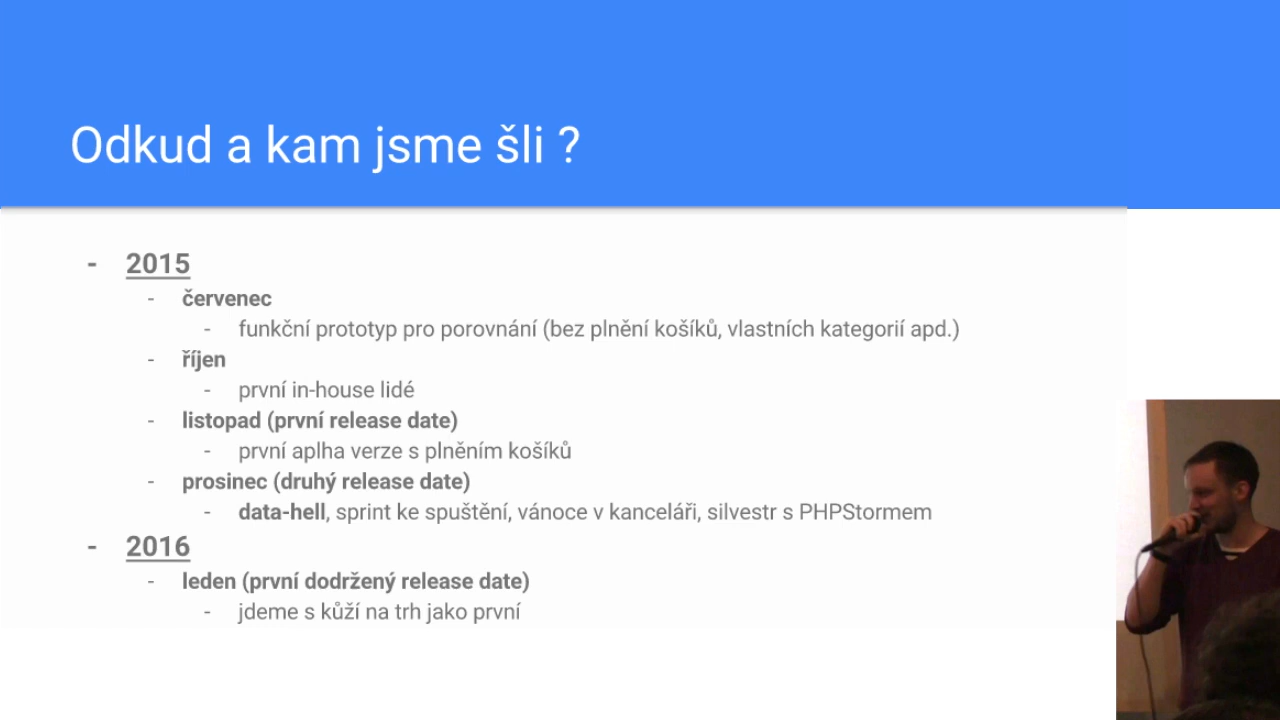 Odkud a kam jsme šli ?
- 2015
- červenec
- funkční prototyp pro porovnání (bez plnění košíků, vlastních kategorií apd.)
- říjen
- první in-house lidé
- listopad (první release date)
- první aplha verze s plněním košíků
- prosinec (druhý release date)
- data-hell, sprint ke spuštění, vánoce v kanceláři, silvestr s PHPStormem
- 2016
- leden (první dodržený release date)
- jdeme s kůží na trh jako první